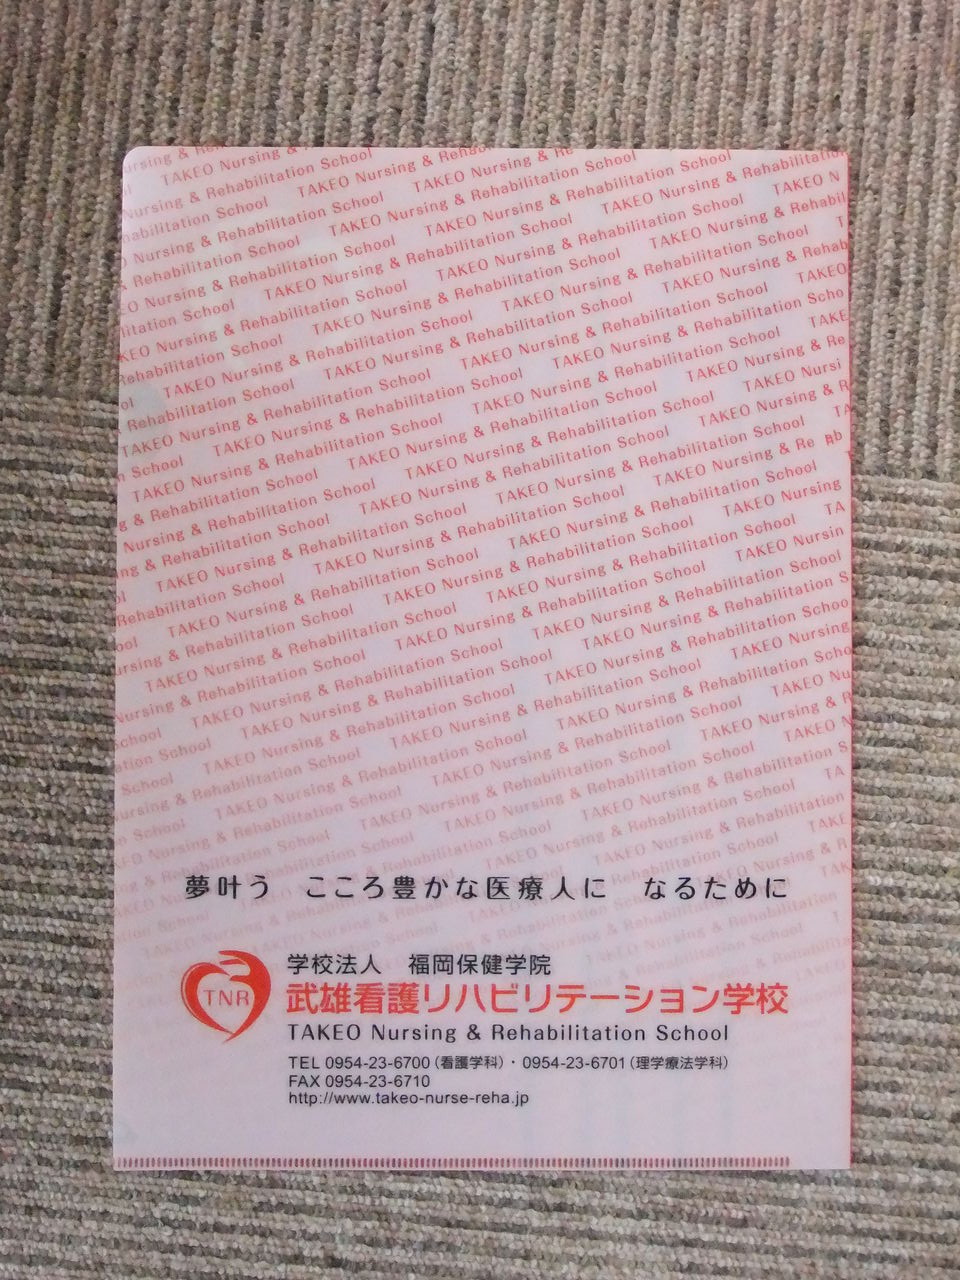 TAKEO Nursing & Rehabilitation School
夢叶う　こころ豊かな医療人に　なるために
TNR
学校法人　福岡保健学院
武雄看護リハビリテーション学校
TAKEO Nursing & Rehabilitation School
TEL 0954-23-6700（看護学科）・0954-23-6701（理学療法学科）
FAX 0954-23-6710
http://www.takeo-nurse-reha.jp